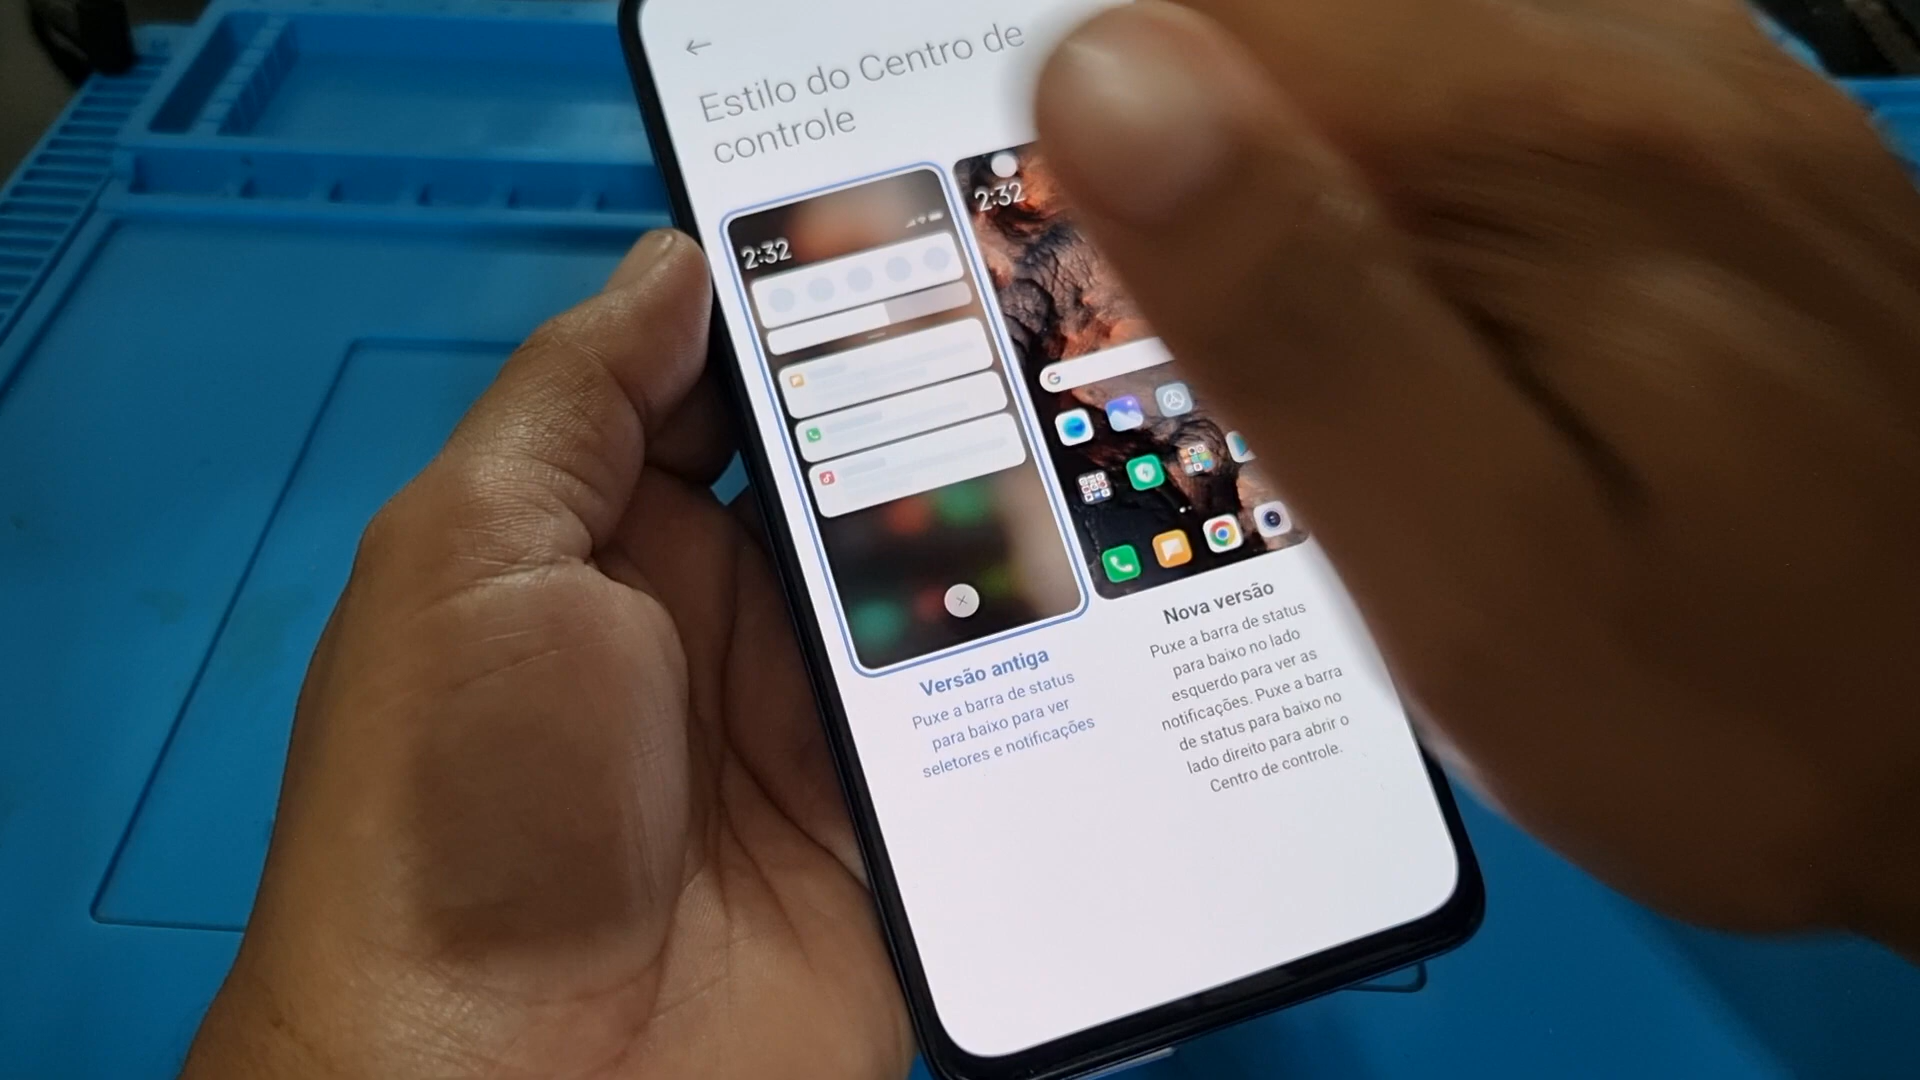 Estilo do Centro de
controle
2:32
2:32
Versão antiga
Puxe a barra de status
para baixo para ver
seletores e notificações
Nova versão
Puxe a barra de status
para baixo no lado
esquerdo para ver as
notificações. Puxe a barra
de status para baixo no
lado direito para abrir o
Centro de controle.